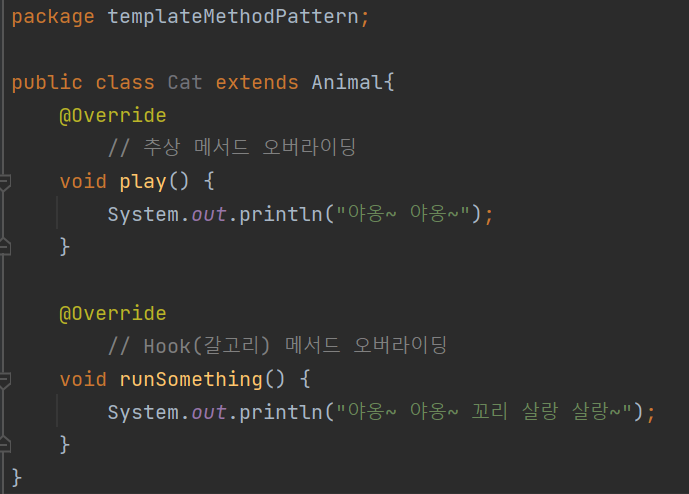 package templateMethodPattern;
public class Cat extends Animal{
@Override
// 추상 메서드 오버라이딩
void play() {
System.out.println("야옹~ 야옹~");
}
@Override
// Hook(갈고리) 메서드 오버라이딩
void runSomething() {
System.out.println("야옹~ 야옹~ 꼬리 살랑 살랑~");
}
}